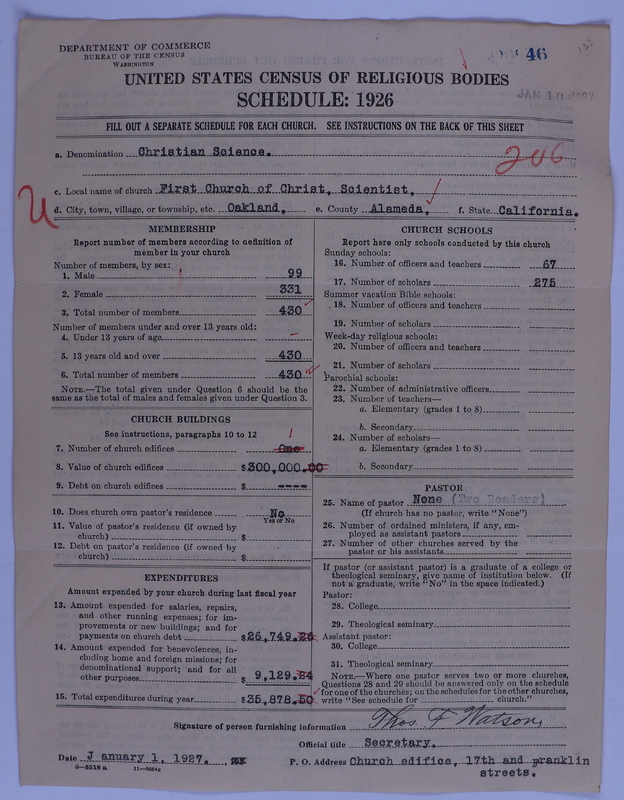 DEPARTMENT OF COMMERCE
BUREAU OF THE CENSUS
WASHINGTON
46
UNITED STATES CENSUS OF RELIGIOUS BODIES
SCHEDULE: 1926
JAN 10 1927
FILL OUT A SEPARATE SCHEDULE FOR EACH CHURCH. SEE INSTRUCTIONS ON THE BACK OF THIS SHEET
a. Denomination Christian Science.
206
c. Local name of church First Church of Christ, Scientist,
U
d. City, town, village, or township, etc. Oakland, e. County Alameda, f. State California.
MEMBERSHIP
Report number of members according to definition of
member in your church
Number of members, by sex:
1. Male 99
2. Female 331
3. Total number of members 430
Number of members under and over 13 years old:
4. Under 13 years of age —
5. 13 years old and over 430
6. Total number of members 430
NOTE.—The total given under Question 6 should be the
same as the total of males and females given under Question 3.
CHURCH BUILDINGS
See instructions, paragraphs 10 to 12
1
7. Number of church edifices One
8. Value of church edifices $300,000.00
9. Debt on church edifices $ ----
10. Does church own pastor's residence No
Yes or No
11. Value of pastor's residence (if owned by
church) $
12. Debt on pastor's residence (if owned by
church) $
EXPENDITURES
Amount expended by your church during last fiscal year
13. Amount expended for salaries, repairs,
and other running expenses; for im-
provements or new buildings; and for
payments on church debt $26,749.26
14. Amount expended for benevolences, in-
cluding home and foreign missions; for
denominational support; and for all
other purposes $ 9,129.24
15. Total expenditures during year $35,878.50
CHURCH SCHOOLS
Report here only schools conducted by this church
Sunday schools:
16. Number of officers and teachers 67
17. Number of scholars 275
Summer vacation Bible schools:
18. Number of officers and teachers
19. Number of scholars
Week-day religious schools:
20. Number of officers and teachers
21. Number of scholars
Parochial schools:
22. Number of administrative officers
23. Number of teachers—
a. Elementary (grades 1 to 8)
b. Secondary
24. Number of scholars—
a. Elementary (grades 1 to 8)
b. Secondary
PASTOR
25. Name of pastor None (Two Readers)
(If church has no pastor, write "None")
26. Number of ordained ministers, if any, em-
ployed as assistant pastors
27. Number of other churches served by the
pastor or his assistants
If pastor (or assistant pastor) is a graduate of a college or
theological seminary, give name of institution below. (If
not a graduate, write "No" in the space indicated.)
Pastor:
28. College
29. Theological seminary
Assistant pastor:
30. College
31. Theological seminary
NOTE.—Where one pastor serves two or more churches,
Questions 28 and 29 should be answered only on the schedule
for one of the churches; on the schedules for the other churches,
write "See schedule for church."
Signature of person furnishing information Thos. F Watson,
Official title Secretary.
Date January 1, 1927. P. O. Address Church edifice, 17th and Franklin
streets.
8-5518 a 11-9084